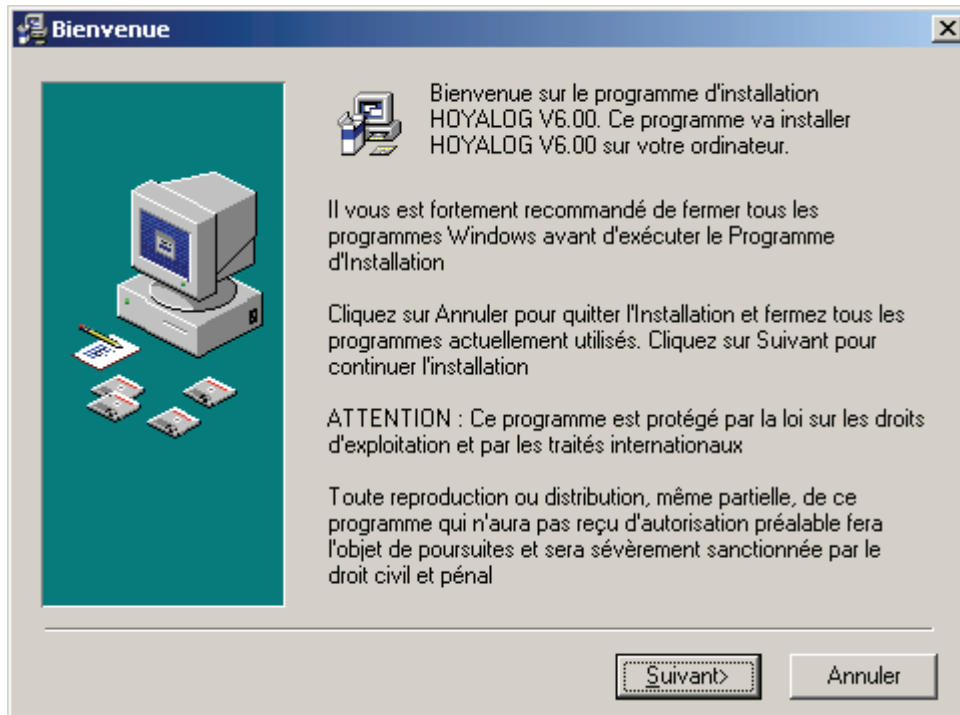 Bienvenue
Bienvenue sur le programme d'installation
HOYALOG V6.00. Ce programme va installer
HOYALOG V6.00 sur votre ordinateur.
Il vous est fortement recommandé de fermer tous les
programmes Windows avant d'exécuter le Programme
d'Installation
Cliquez sur Annuler pour quitter l'Installation et fermez tous les
programmes actuellement utilisés. Cliquez sur Suivant pour
continuer l'installation
ATTENTION : Ce programme est protégé par la loi sur les droits
d'exploitation et par les traités internationaux
Toute reproduction ou distribution, même partielle, de ce
programme qui n'aura pas reçu d'autorisation préalable fera
l'objet de poursuites et sera sévèrement sanctionnée par le
droit civil et pénal
Suivant> Annuler